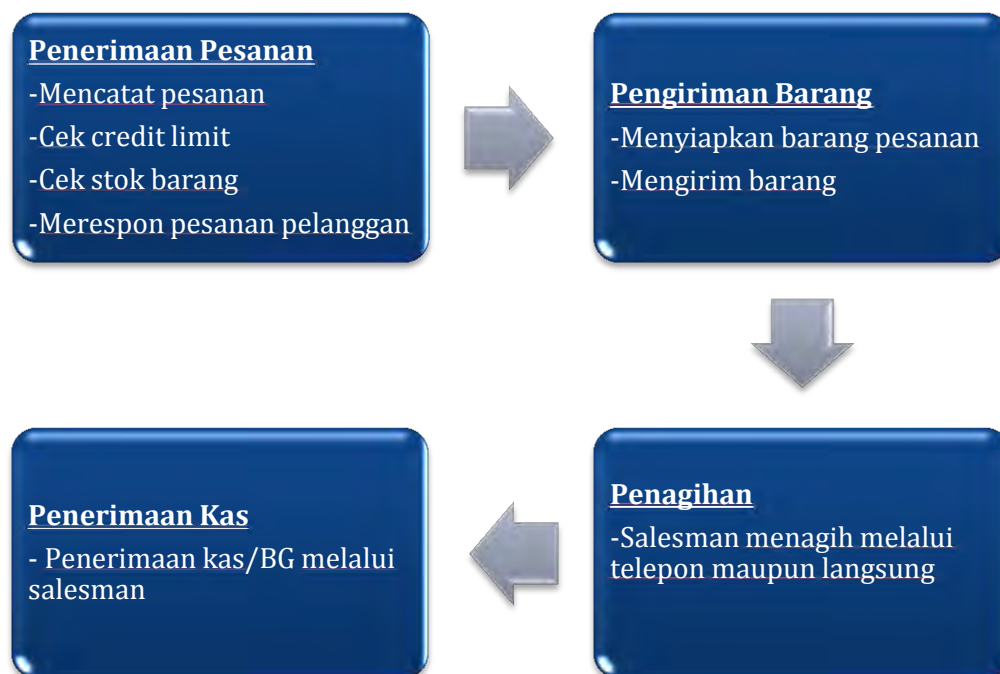 Penerimaan Pesanan
-Mencatat pesanan
-Cek credit limit
-Cek stok barang
-Merespon pesanan pelanggan
Pengiriman Barang
-Menyiapkan barang pesanan
-Mengirim barang
Penagihan
-Salesman menagih melalui
telepon maupun langsung
Penerimaan Kas
- Penerimaan kas/BG melalui
salesman